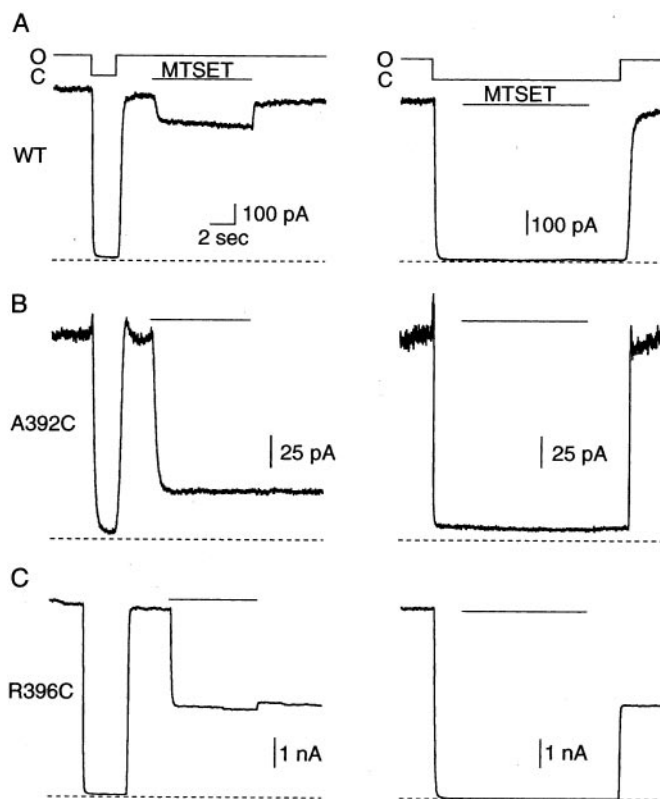 A
O
C
MTSET
WT
100 pA
2 sec
O
C
MTSET
100 pA
B
A392C
25 pA
25 pA
C
R396C
1 nA
1 nA